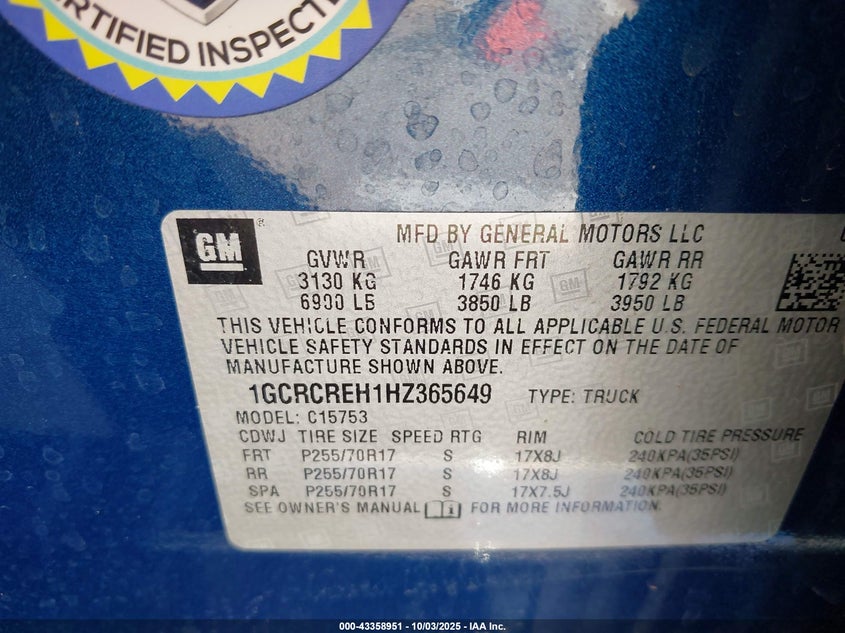 CERTIFIED INSPECTE
GM
MFD BY GENERAL MOTORS LLC
GVWR GAWR FRT GAWR RR
3130 KG 1746 KG 1792 KG
6900 LB 3850 LB 3950 LB
THIS VEHICLE CONFORMS TO ALL APPLICABLE U.S. FEDERAL MOTOR
VEHICLE SAFETY STANDARDS IN EFFECT ON THE DATE OF
MANUFACTURE SHOWN ABOVE.
1GCRCREH1HZ365649 TYPE: TRUCK
MODEL: C15753
CDWJ TIRE SIZE SPEED RTG RIM COLD TIRE PRESSURE
FRT P255/70R17 S 17X8J 240KPA(35PSI)
RR P255/70R17 S 17X8J 240KPA(35PSI)
SPA P255/70R17 S 17X7.5J 240KPA(35PSI)
SEE OWNER'S MANUAL FOR MORE INFORMATION.
000-43358951 - 10/03/2025 - IAA Inc.